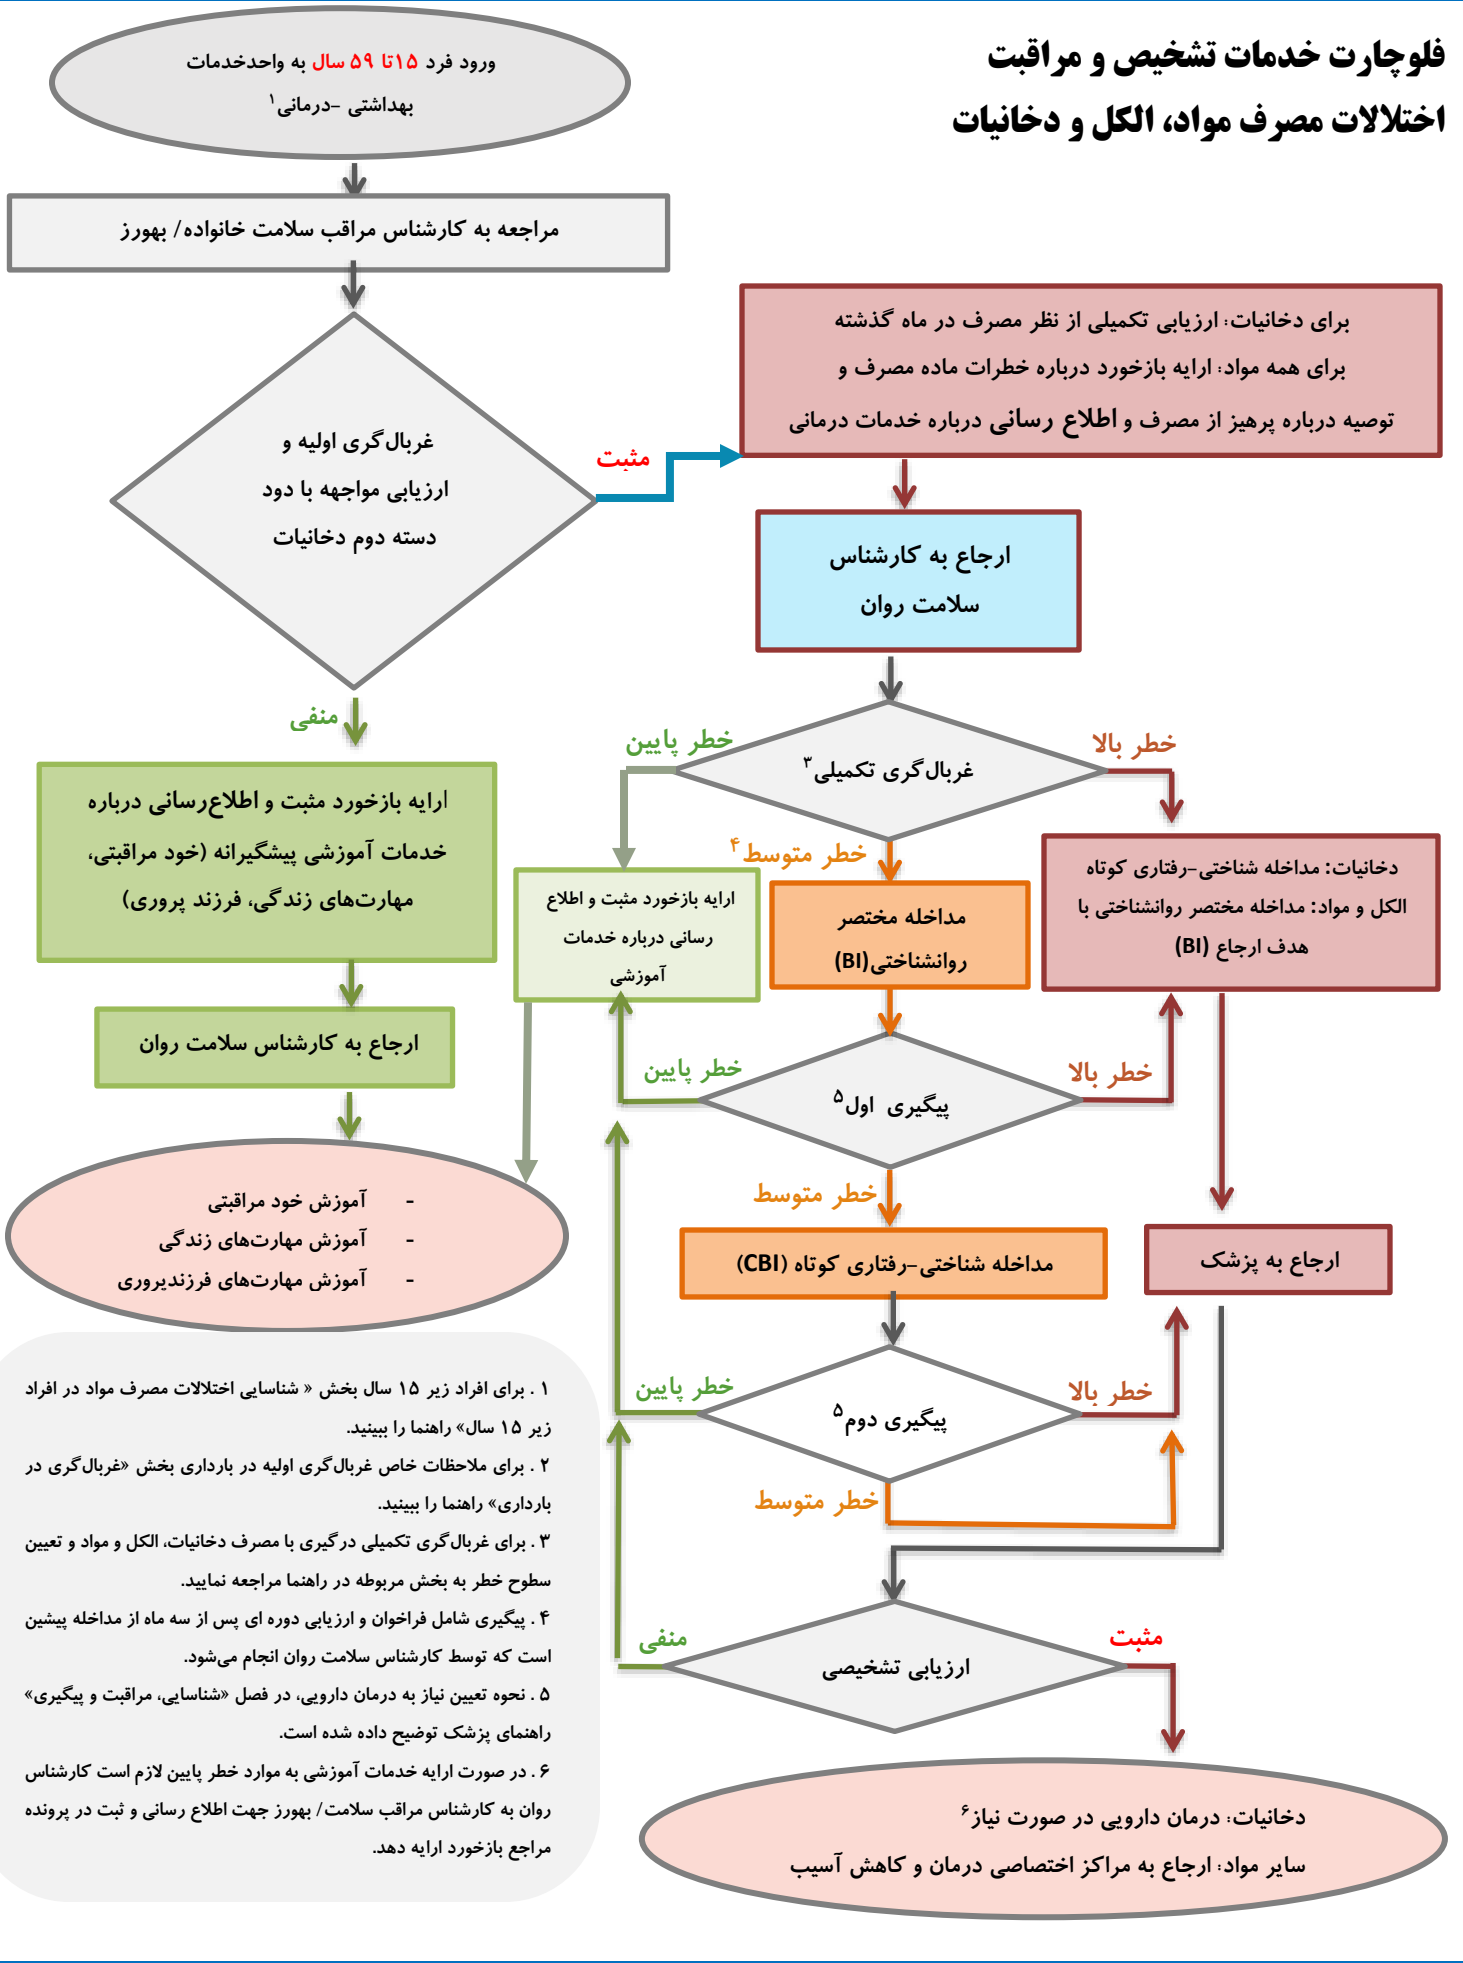 فلوچارت خدمات تشخیص و مراقبت
اختلالات مصرف مواد، الکل و دخانیات
ورود فرد ۱۵تا ۵۹ سال به واحدخدمات
بهداشتی -درمانی۱
مراجعه به کارشناس مراقب سلامت خانواده/ بهورز
برای دخانیات: ارزیابی تکمیلی از نظر مصرف در ماه گذشته
برای همه مواد: ارایه بازخورد درباره خطرات ماده مصرف و
توصیه درباره پرهیز از مصرف و اطلاع رسانی درباره خدمات درمانی
غربال‌گری اولیه و
ارزیابی مواجهه با دود
دسته دوم دخانیات
مثبت
منفی
ارجاع به کارشناس
سلامت روان
غربال‌گری تکمیلی۳
خطر پایین
خطر بالا
خطر متوسط۴
ارایه بازخورد مثبت و اطلاع‌رسانی درباره
خدمات آموزشی پیشگیرانه (خود مراقبتی،
مهارت‌های زندگی، فرزند پروری)
ارایه بازخورد مثبت و اطلاع
رسانی درباره خدمات
آموزشی
مداخله مختصر
روانشناختی(BI)
دخانیات: مداخله شناختی-رفتاری کوتاه
الکل و مواد: مداخله مختصر روانشناختی با
هدف ارجاع (BI)
ارجاع به کارشناس سلامت روان
خطر پایین
پیگیری اول۵
خطر بالا
خطر متوسط
- آموزش خود مراقبتی
- آموزش مهارت‌های زندگی
- آموزش مهارت‌های فرزندپروری
مداخله شناختی-رفتاری کوتاه (CBI)
ارجاع به پزشک
خطر پایین
پیگیری دوم۵
خطر بالا
خطر متوسط
منفی
ارزیابی تشخیصی
مثبت
دخانیات: درمان دارویی در صورت نیاز۶
سایر مواد: ارجاع به مراکز اختصاصی درمان و کاهش آسیب
۱ . برای افراد زیر ۱۵ سال بخش « شناسایی اختلالات مصرف مواد در افراد
زیر ۱۵ سال» راهنما را ببینید.
۲ . برای ملاحظات خاص غربال‌گری اولیه در بارداری بخش «غربال‌گری در
بارداری» راهنما را ببینید.
۳ . برای غربال‌گری تکمیلی درگیری با مصرف دخانیات، الکل و مواد و تعیین
سطوح خطر به بخش مربوطه در راهنما مراجعه نمایید.
۴ . پیگیری شامل فراخوان و ارزیابی دوره ای پس از سه ماه از مداخله پیشین
است که توسط کارشناس سلامت روان انجام می‌شود.
۵ . نحوه تعیین نیاز به درمان دارویی، در فصل «شناسایی، مراقبت و پیگیری»
راهنمای پزشک توضیح داده شده است.
۶ . در صورت ارایه خدمات آموزشی به موارد خطر پایین لازم است کارشناس
روان به کارشناس مراقب سلامت/ بهورز جهت اطلاع رسانی و ثبت در پرونده
مراجع بازخورد ارایه دهد.